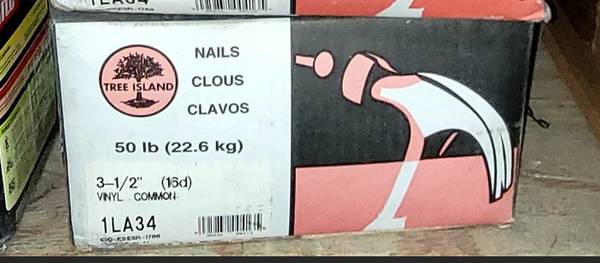 1LA34
TREE ISLAND
NAILS
CLOUS
CLAVOS
50 lb (22.6 kg)
3-1/2" (16d)
VINYL COMMON
1LA34